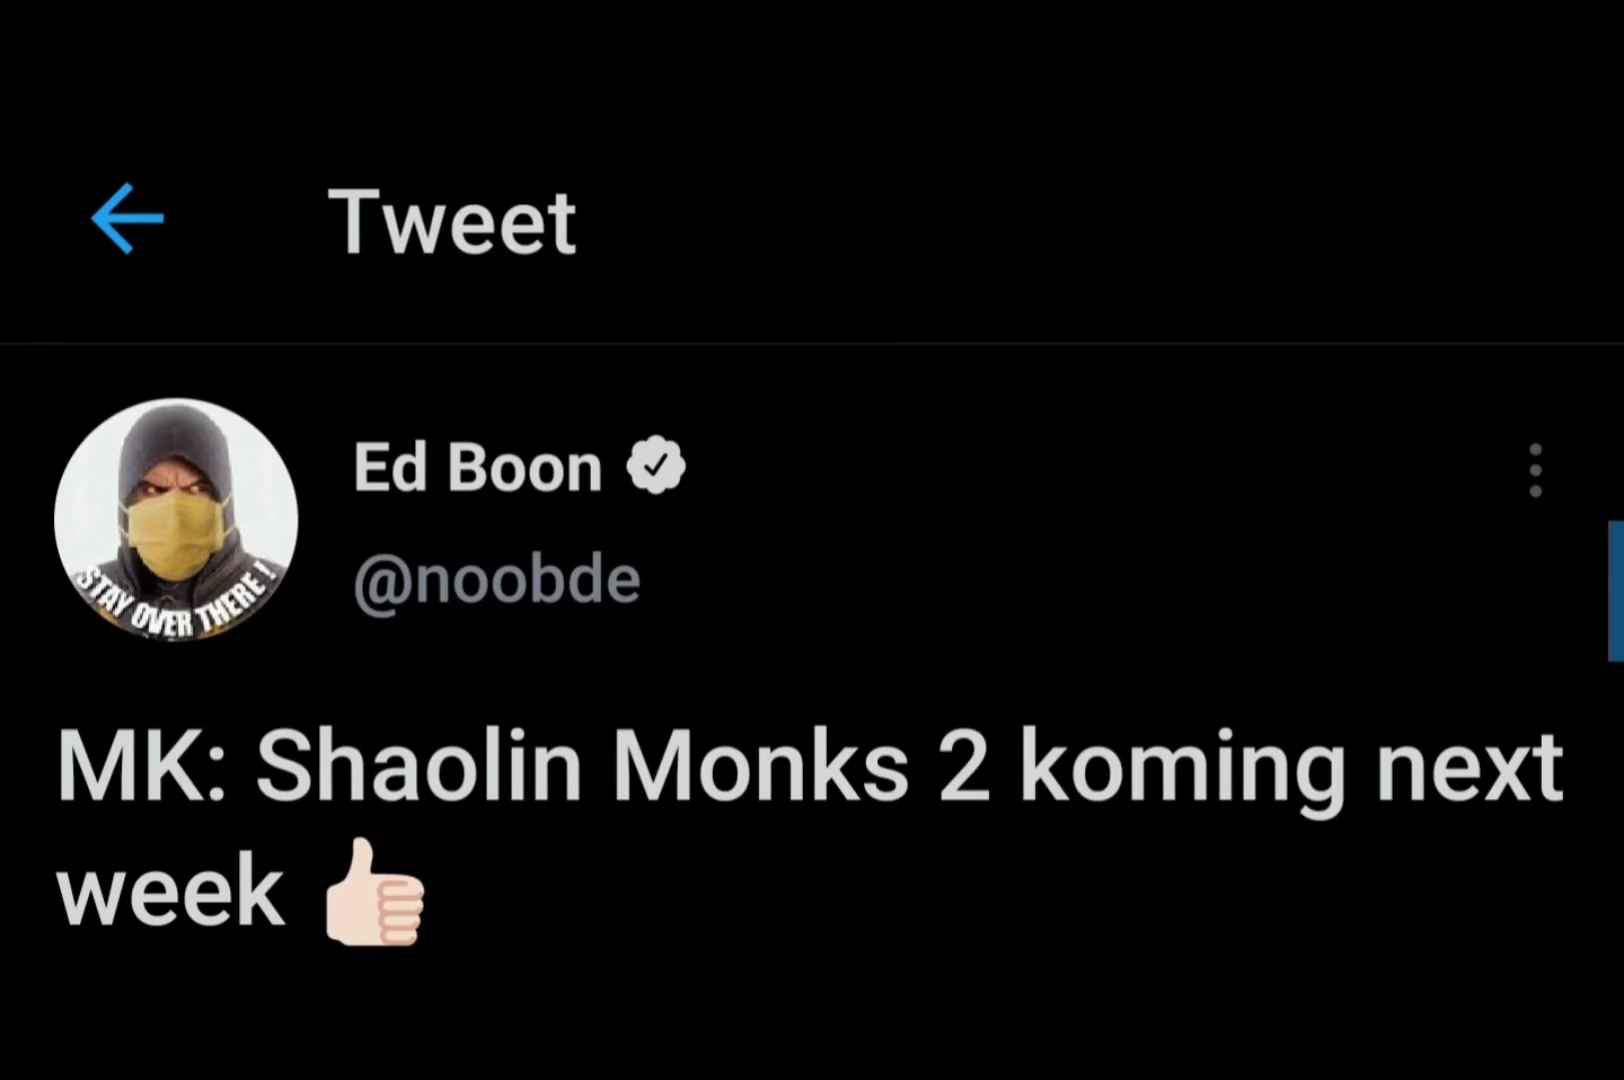 Tweet
Ed Boon
@noobde
STAY OVER THERE!
MK: Shaolin Monks 2 koming next
week 👍🏻